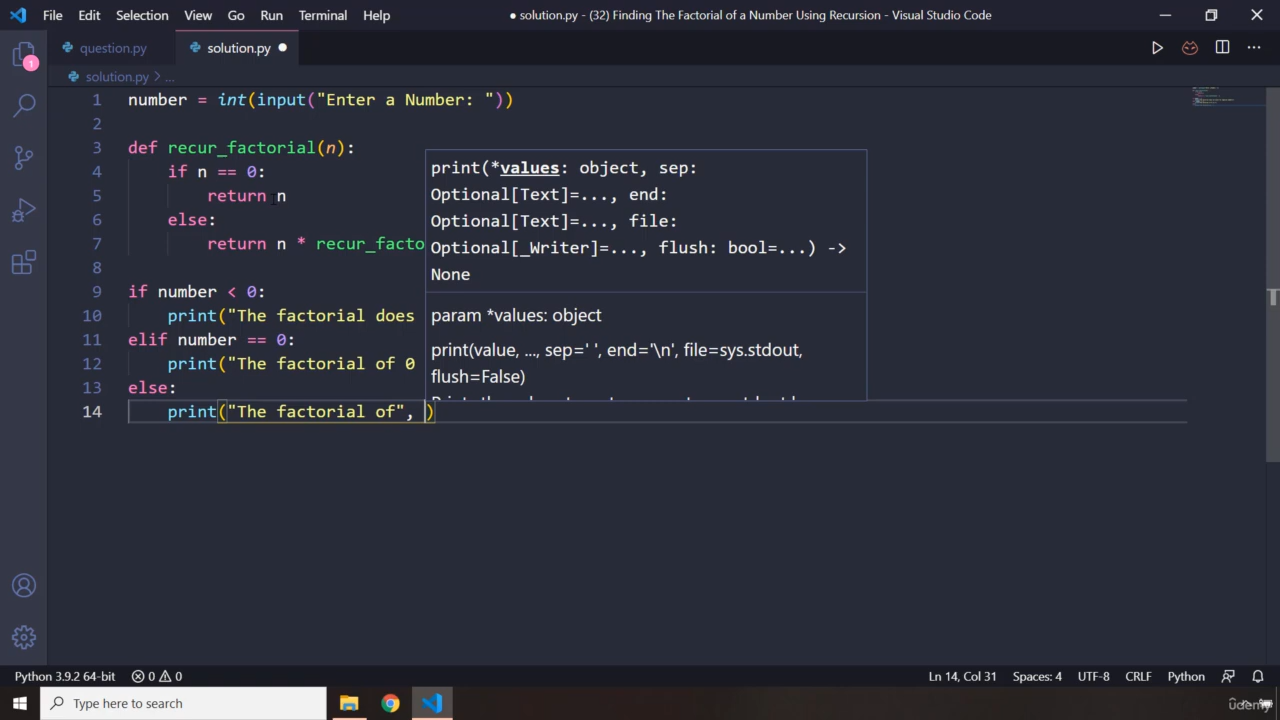 File Edit Selection View Go Run Terminal Help
● solution.py - (32) Finding The Factorial of a Number Using Recursion - Visual Studio Code
1
question.py
solution.py ●
solution.py > ...
1 number = int(input("Enter a Number: "))
2
3 def recur_factorial(n):
4 if n == 0:
5 return n
6 else:
7 return n * recur_facto
8
9 if number < 0:
10 print("The factorial does
11 elif number == 0:
12 print("The factorial of 0
13 else:
14 print("The factorial of", )
print(*values: object, sep:
Optional[Text]=..., end:
Optional[Text]=..., file:
Optional[_Writer]=..., flush: bool=...) ->
None
param *values: object
print(value, ..., sep=' ', end='\n', file=sys.stdout,
flush=False)
Python 3.9.2 64-bit 0 0
Ln 14, Col 31 Spaces: 4 UTF-8 CRLF Python
Type here to search
udemy